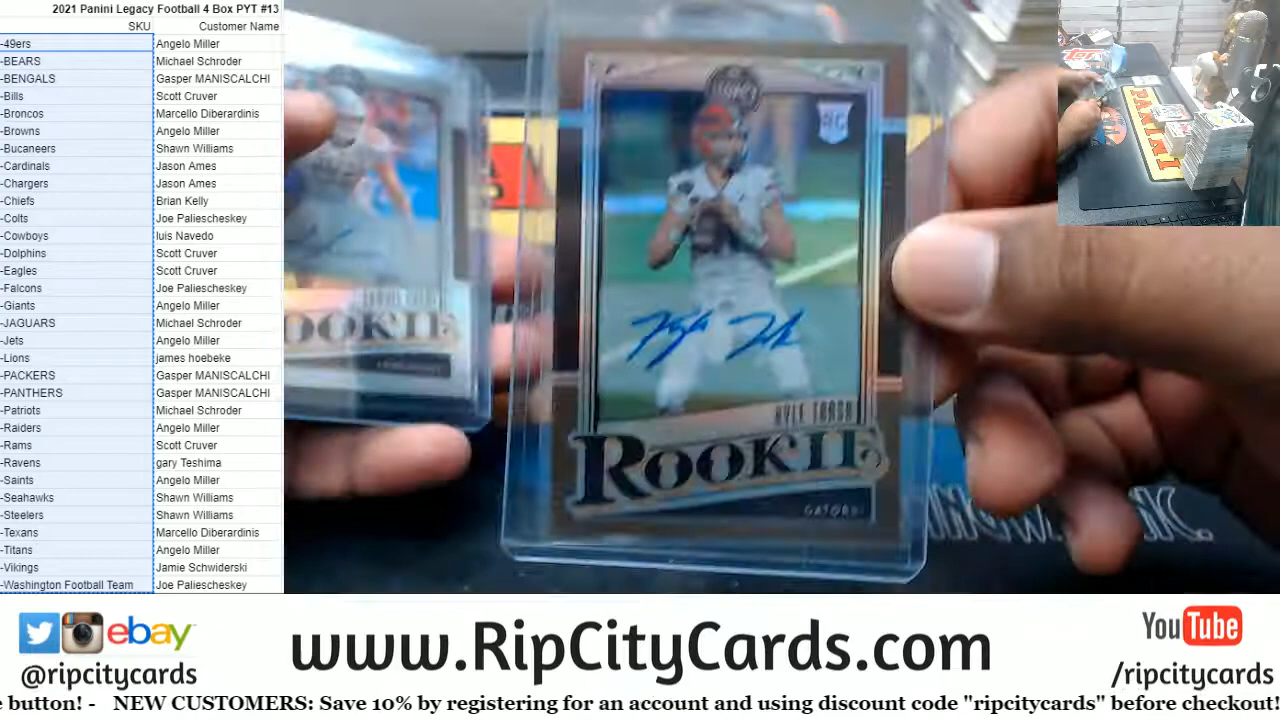 2021 Panini Legacy Football 4 Box PYT #13
SKU Customer Name
-49ers Angelo Miller
-BEARS Michael Schroder
-BENGALS Gasper MANISCALCHI
-Bills Scott Cruver
-Broncos Marcello Diberardinis
-Browns Angelo Miller
-Bucaneers Shawn Williams
-Cardinals Jason Ames
-Chargers Jason Ames
-Chiefs Brian Kelly
-Colts Joe Paliescheskey
-Cowboys luis Navedo
-Dolphins Scott Cruver
-Eagles Scott Cruver
-Falcons Joe Paliescheskey
-Giants Angelo Miller
-JAGUARS Michael Schroder
-Jets Angelo Miller
-Lions james hoebeke
-PACKERS Gasper MANISCALCHI
-PANTHERS Gasper MANISCALCHI
-Patriots Michael Schroder
-Raiders Angelo Miller
-Rams Scott Cruver
-Ravens gary Teshima
-Saints Angelo Miller
-Seahawks Shawn Williams
-Steelers Shawn Williams
-Texans Marcello Diberardinis
-Titans Angelo Miller
-Vikings Jamie Schwiderski
-Washington Football Team Joe Paliescheskey
OOKIE
LEGACY
RC
KYLE TRASK
ROOKIE
GATORS
PANINI
ebay
@ripcitycards
www.RipCityCards.com
YouTube
/ripcitycards
e button! - NEW CUSTOMERS: Save 10% by registering for an account and using discount code "ripcitycards" before checkout!